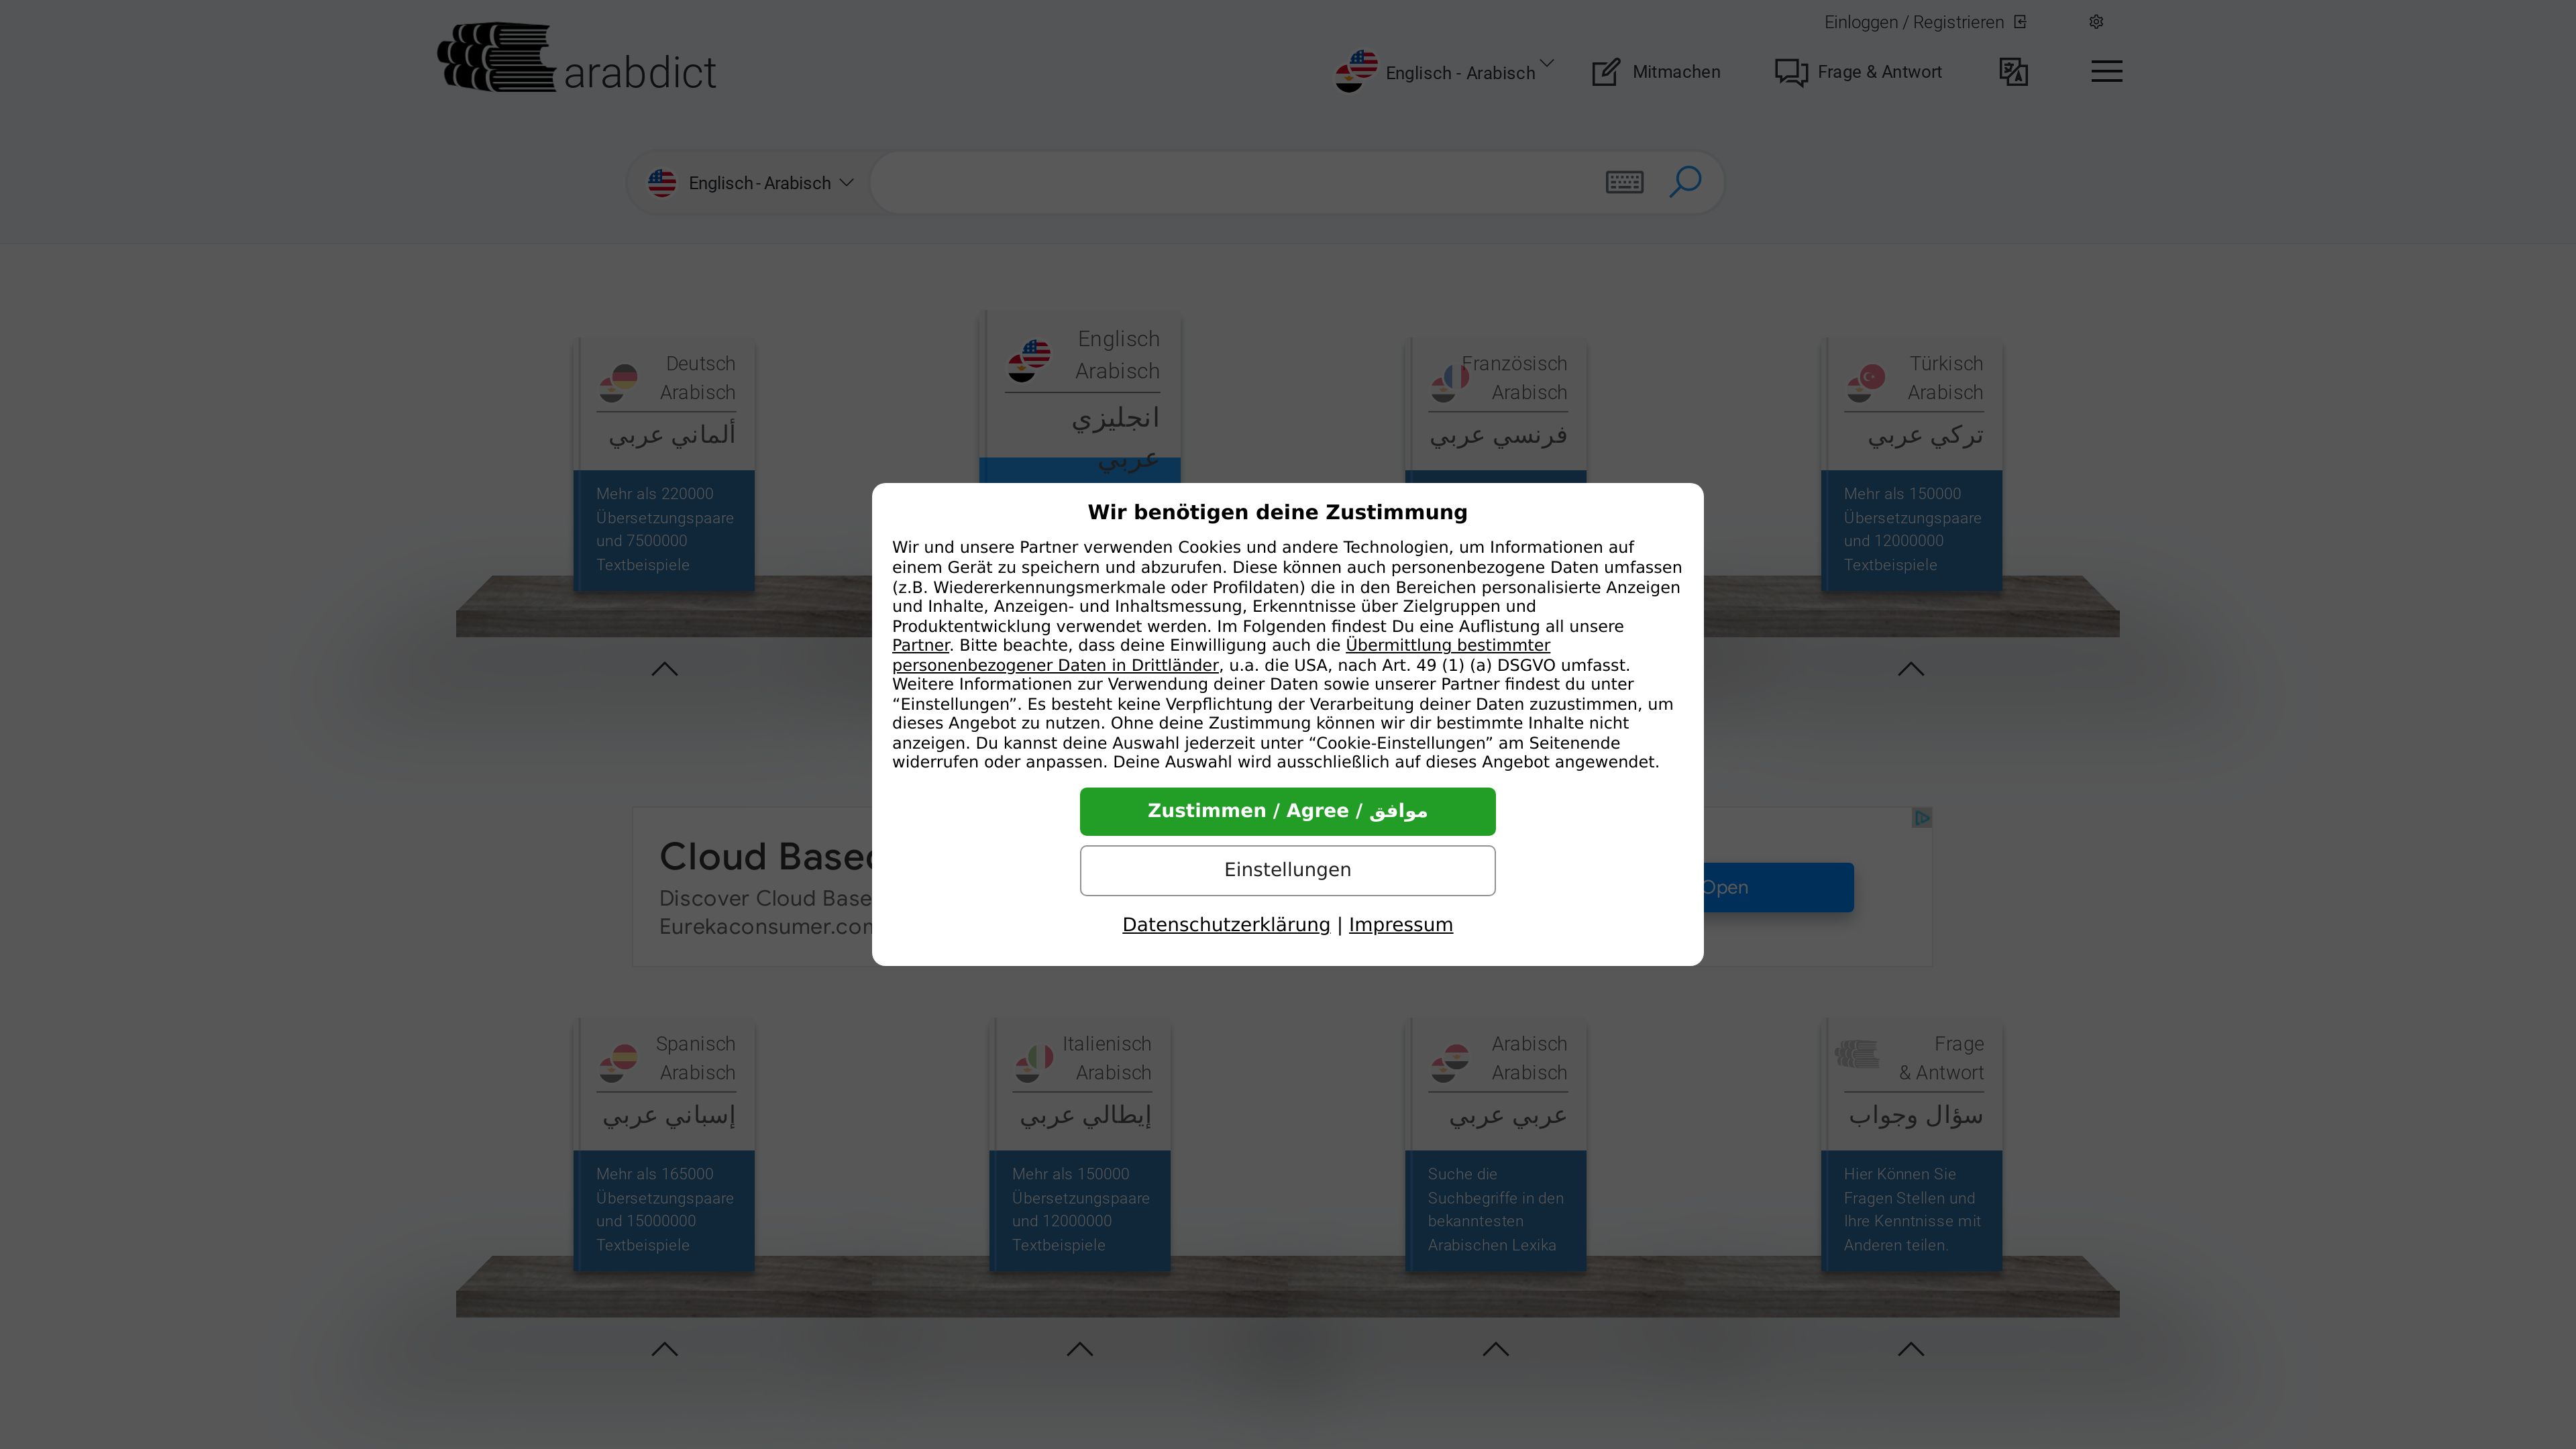 Einloggen / Registrieren
arabdict
Englisch - Arabisch
Mitmachen
Frage & Antwort
Englisch - Arabisch
Deutsch
Arabisch
ألماني عربي
Mehr als 220000
Übersetzungspaare
und 7500000
Textbeispiele
Englisch
Arabisch
انجليزي
عربي
Französisch
Arabisch
فرنسي عربي
Türkisch
Arabisch
تركي عربي
Mehr als 150000
Übersetzungspaare
und 12000000
Textbeispiele
Wir benötigen deine Zustimmung
Wir und unsere Partner verwenden Cookies und andere Technologien, um Informationen auf
einem Gerät zu speichern und abzurufen. Diese können auch personenbezogene Daten umfassen
(z.B. Wiedererkennungsmerkmale oder Profildaten) die in den Bereichen personalisierte Anzeigen
und Inhalte, Anzeigen- und Inhaltsmessung, Erkenntnisse über Zielgruppen und
Produktentwicklung verwendet werden. Im Folgenden findest Du eine Auflistung all unsere
Partner. Bitte beachte, dass deine Einwilligung auch die Übermittlung bestimmter
personenbezogener Daten in Drittländer, u.a. die USA, nach Art. 49 (1) (a) DSGVO umfasst.
Weitere Informationen zur Verwendung deiner Daten sowie unserer Partner findest du unter
“Einstellungen”. Es besteht keine Verpflichtung der Verarbeitung deiner Daten zuzustimmen, um
dieses Angebot zu nutzen. Ohne deine Zustimmung können wir dir bestimmte Inhalte nicht
anzeigen. Du kannst deine Auswahl jederzeit unter “Cookie-Einstellungen” am Seitenende
widerrufen oder anpassen. Deine Auswahl wird ausschließlich auf dieses Angebot angewendet.
Zustimmen / Agree / موافق
Einstellungen
Datenschutzerklärung | Impressum
Cloud Based
Discover Cloud Base
Eurekaconsumer.com
Open
Spanisch
Arabisch
إسباني عربي
Mehr als 165000
Übersetzungspaare
und 15000000
Textbeispiele
Italienisch
Arabisch
إيطالي عربي
Mehr als 150000
Übersetzungspaare
und 12000000
Textbeispiele
Arabisch
Arabisch
عربي عربي
Suche die
Suchbegriffe in den
bekanntesten
Arabischen Lexika
Frage
& Antwort
سؤال وجواب
Hier Können Sie
Fragen Stellen und
Ihre Kenntnisse mit
Anderen teilen.